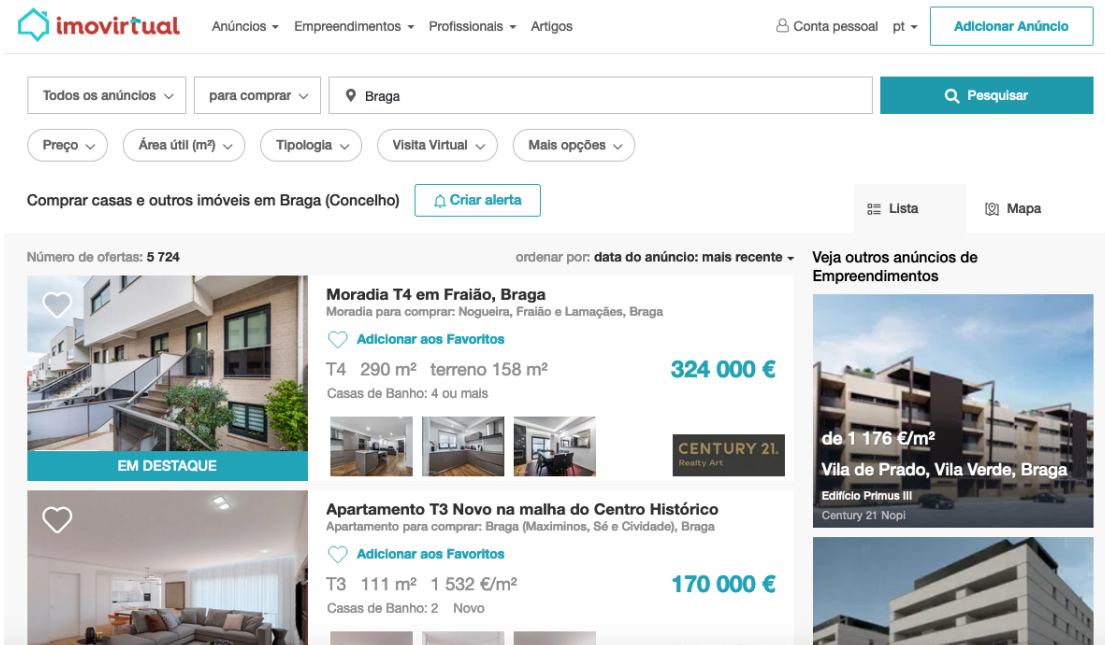 imovirtual
Anúncios Empreendimentos Profissionais Artigos
Conta pessoal pt Adicionar Anúncio
Todos os anúncios para comprar Braga Pesquisar
Preço Área útil (m²) Tipologia Visita Virtual Mais opções
Comprar casas e outros imóveis em Braga (Concelho) Criar alerta
Lista Mapa
Número de ofertas: 5 724
ordenar por: data do anúncio: mais recente
Moradia T4 em Fraião, Braga
Moradia para comprar: Nogueira, Fraião e Lamaçães, Braga
Adicionar aos Favoritos
T4 290 m² terreno 158 m² 324 000 €
Casas de Banho: 4 ou mais
CENTURY 21.
Realty Art
EM DESTAQUE
Apartamento T3 Novo na malha do Centro Histórico
Apartamento para comprar: Braga (Maximinos, Sé e Cividade), Braga
Adicionar aos Favoritos
T3 111 m² 1 532 €/m² 170 000 €
Casas de Banho: 2 Novo
Veja outros anúncios de
Empreendimentos
de 1 176 €/m²
Vila de Prado, Vila Verde, Braga
Edifício Primus III
Century 21 Nopi